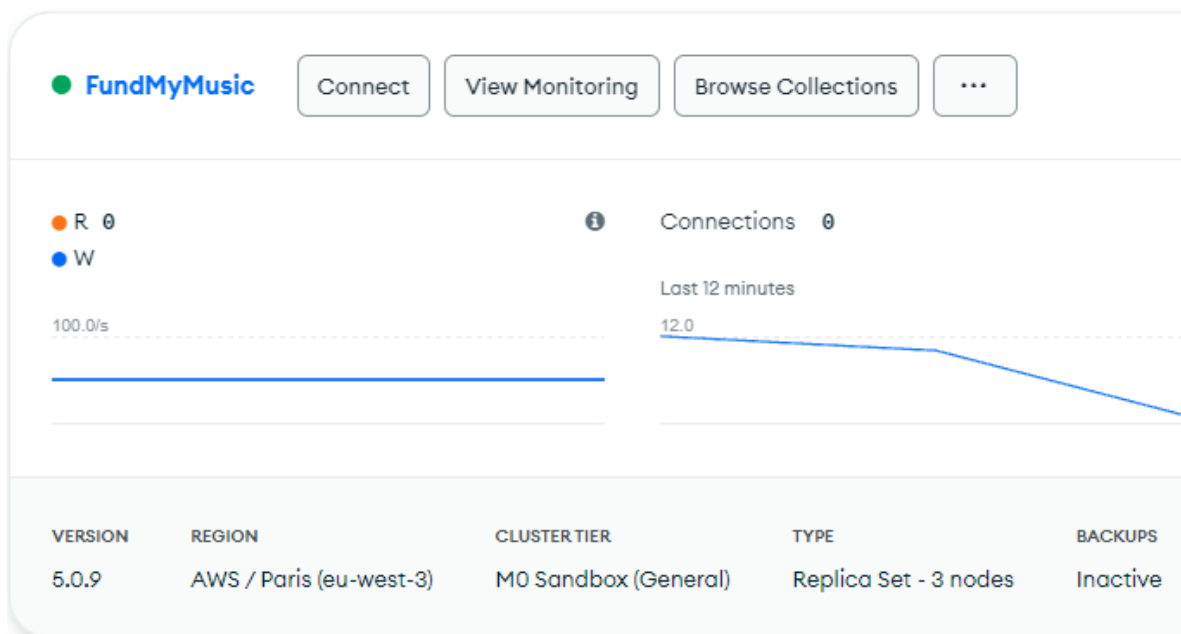 FundMyMusic Connect View Monitoring Browse Collections ...
R 0
W
100.0/s
Connections 0
Last 12 minutes
12.0
VERSION REGION CLUSTER TIER TYPE BACKUPS
5.0.9 AWS / Paris (eu-west-3) M0 Sandbox (General) Replica Set - 3 nodes Inactive